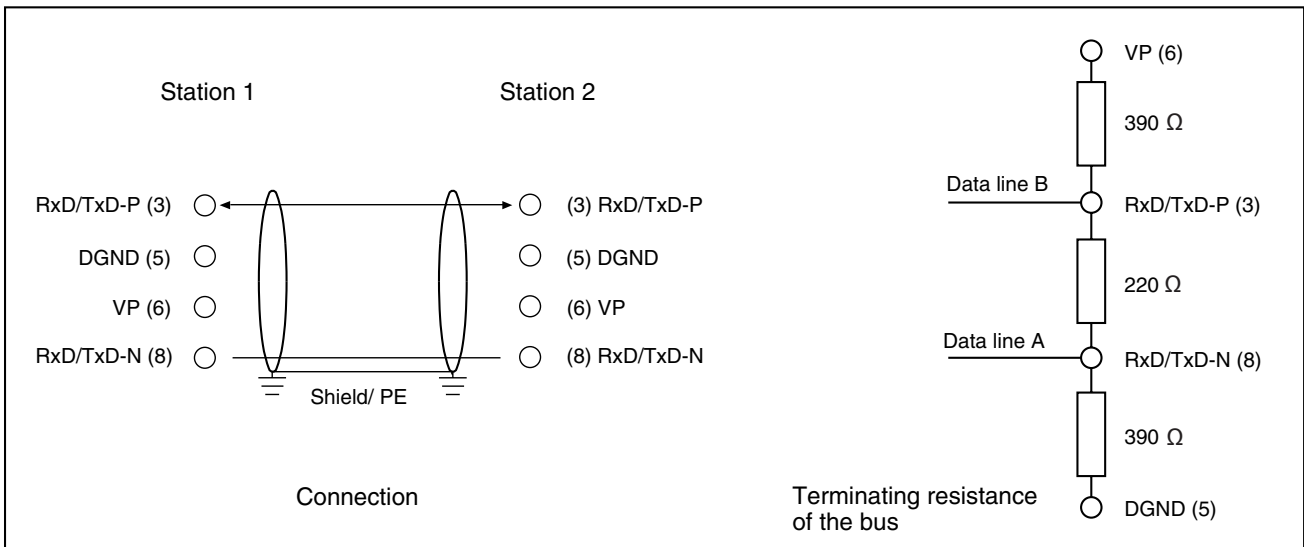 Station 1
Station 2
RxD/TxD-P (3)
(3) RxD/TxD-P
DGND (5)
(5) DGND
VP (6)
(6) VP
RxD/TxD-N (8)
(8) RxD/TxD-N
Shield/ PE
Connection
VP (6)
390 Ω
Data line B
RxD/TxD-P (3)
220 Ω
Data line A
RxD/TxD-N (8)
390 Ω
Terminating resistance
of the bus
DGND (5)